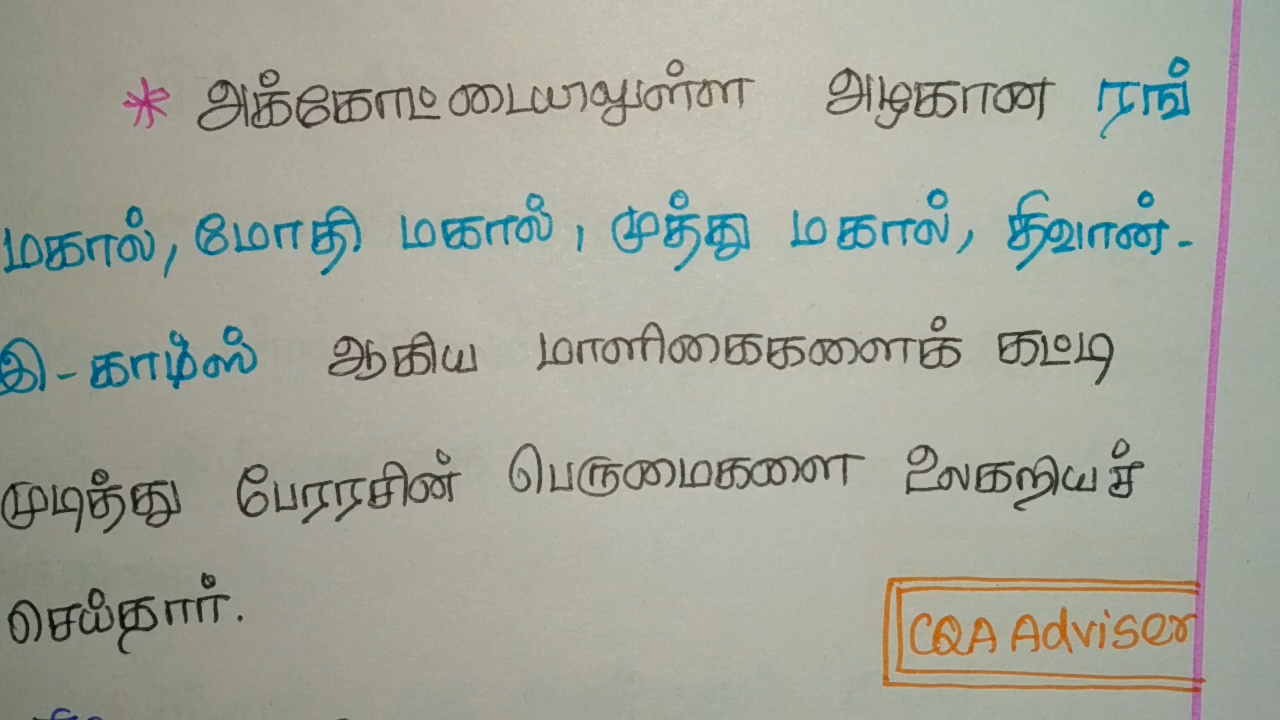 * அக்கோட்டையிலுள்ள அழகான ரங்
மகால், மோதி மகால், முத்து மகால், திவான்-
இ-காம்ஸ் ஆகிய மாளிகைகளைக் கட்டி
முடித்து பேரரசின் பெருமைகளை உலகறியச்
செய்தார்.
CQA Adviser